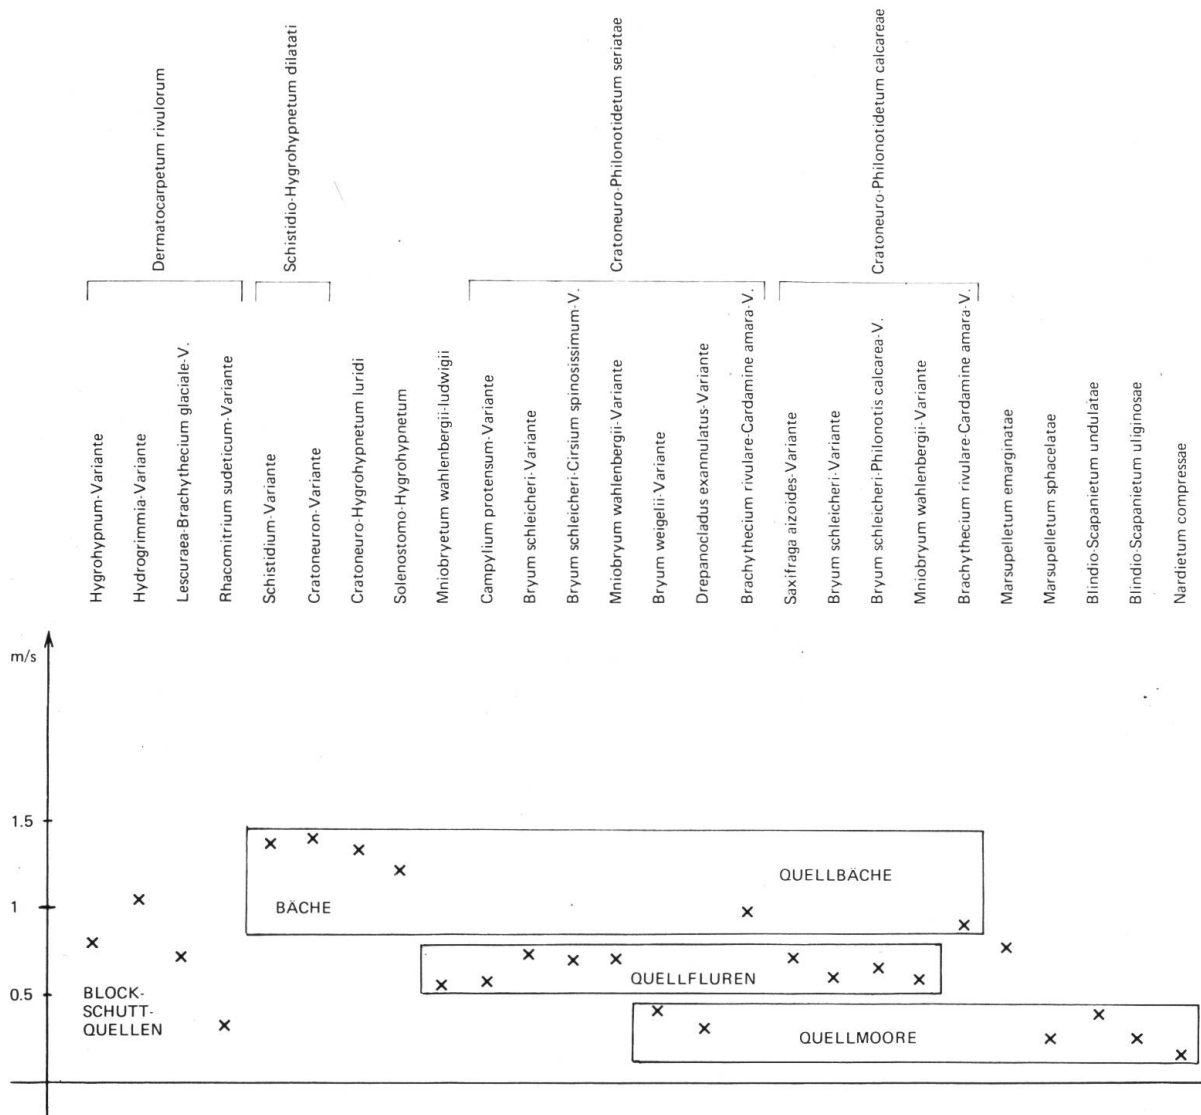 Dermatocarpetum rivulorum
Schistidio-Hygrohypnetum dilatati
Cratoneuro-Philonotidetum seriatae
Cratoneuro-Philonotidetum calcareae
Hygrohypnum-Variante
Hydrogrimmia-Variante
Lescuraea-Brachythecium glaciale-V.
Rhacomitrium sudeticum-Variante
Schistidium-Variante
Cratoneuron-Variante
Cratoneuro-Hygrohypnetum luridi
Solenostomo-Hygrohypnetum
Mniobryetum wahlenbergii-ludwigii
Campylium protensum-Variante
Bryum schleicheri-Variante
Bryum schleicheri-Cirsium spinosissimum-V.
Mniobryum wahlenbergii-Variante
Bryum weigelii-Variante
Drepanocladus exannulatus-Variante
Brachythecium rivulare-Cardamine amara-V.
Saxifraga aizoides-Variante
Bryum schleicheri-Variante
Bryum schleicheri-Philonotis calcarea-V.
Mniobryum wahlenbergii-Variante
Brachythecium rivulare-Cardamine amara-V.
Marsupelletum emarginatae
Marsupelletum sphacelatae
Blindio-Scapanietum undulatae
Blindio-Scapanietum uliginosae
Nardietum compressae
m/s
1.5
1
0.5
BÄCHE
QUELLBÄCHE
QUELLFLUREN
BLOCK-
SCHUTT-
QUELLEN
QUELLMOORE